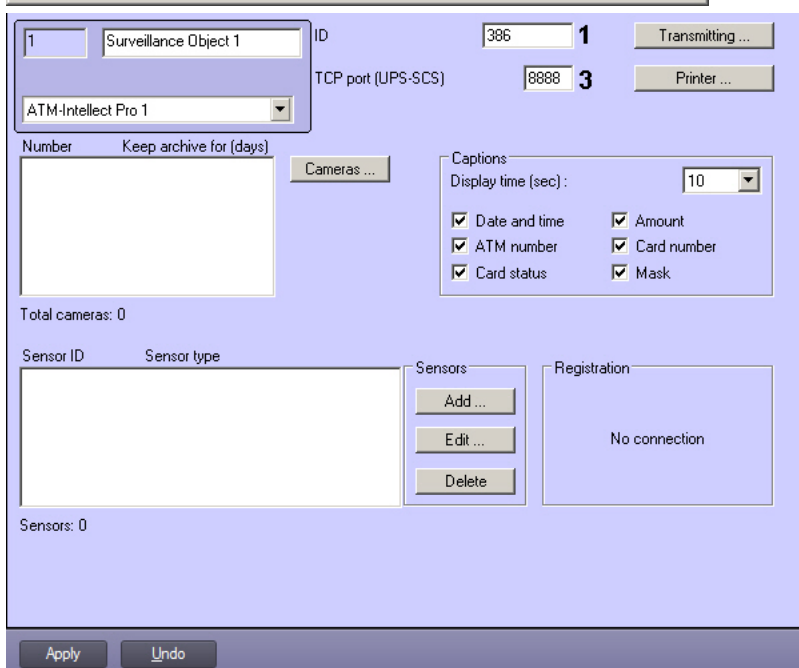 1 Surveillance Object 1 ID 386 1 Transmitting ...
TCP port (UPS-SCS) 8888 3 Printer ...
ATM-Intellect Pro 1
Number Keep archive for (days)
Cameras ...
Captions
Display time (sec) : 10
Date and time Amount
ATM number Card number
Card status Mask
Total cameras: 0
Sensor ID Sensor type
Sensors Registration
Add ...
Edit ... No connection
Delete
Sensors: 0
Apply Undo